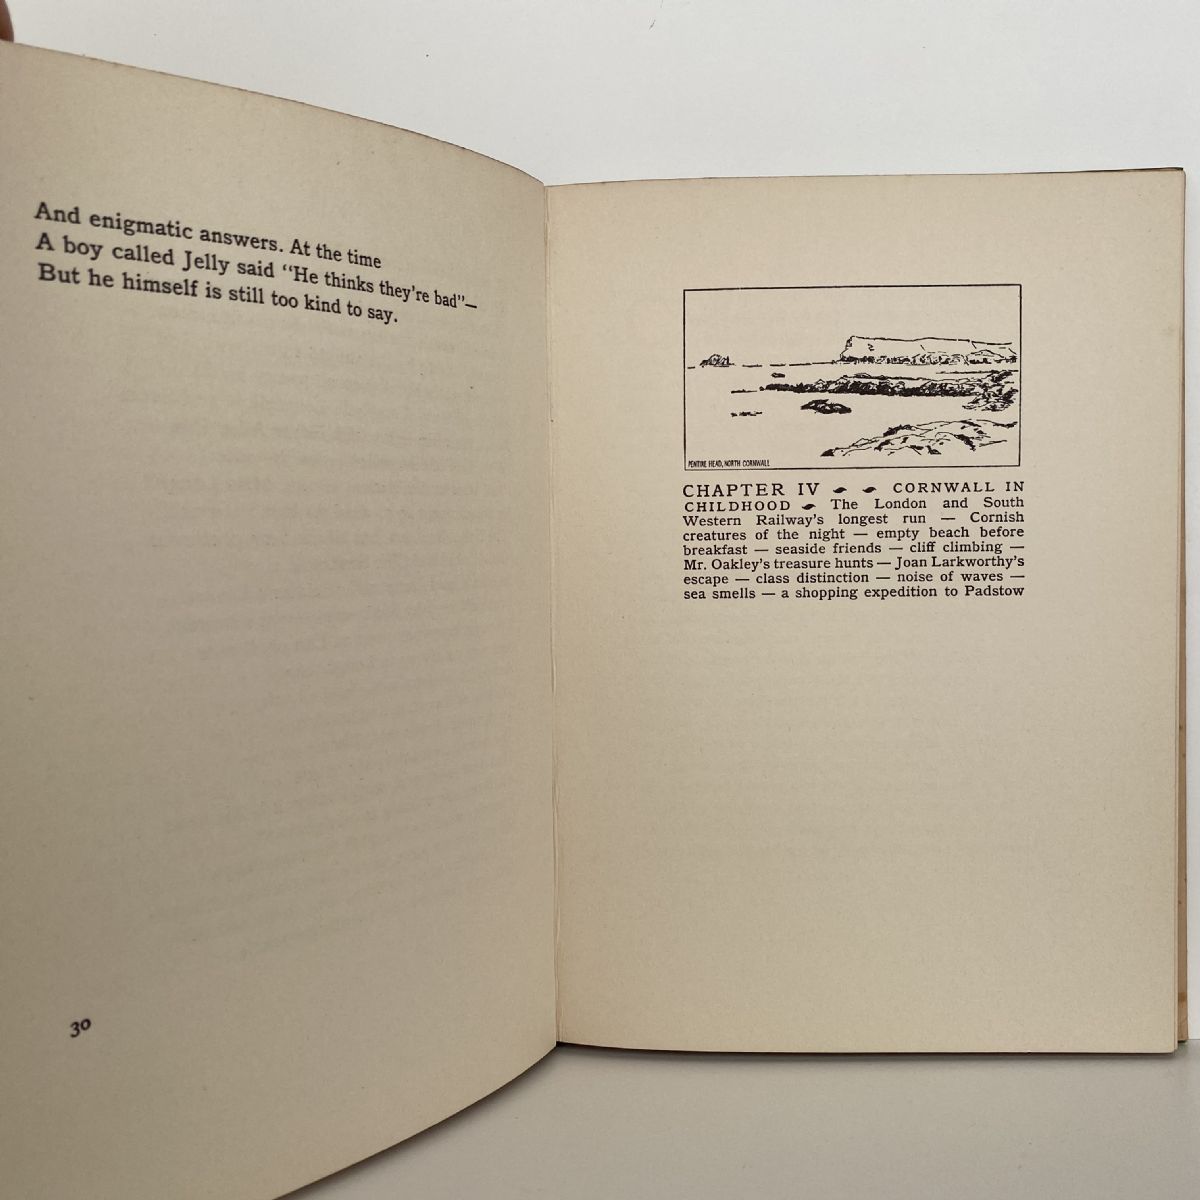 And enigmatic answers. At the time
A boy called Jelly said “He thinks they're bad”—
But he himself is still too kind to say.
30
PENTIRE HEAD, NORTH CORNWALL
CHAPTER IV CORNWALL IN
CHILDHOOD The London and South
Western Railway's longest run — Cornish
creatures of the night — empty beach before
breakfast — seaside friends — cliff climbing —
Mr. Oakley's treasure hunts — Joan Larkworthy's
escape — class distinction — noise of waves —
sea smells — a shopping expedition to Padstow